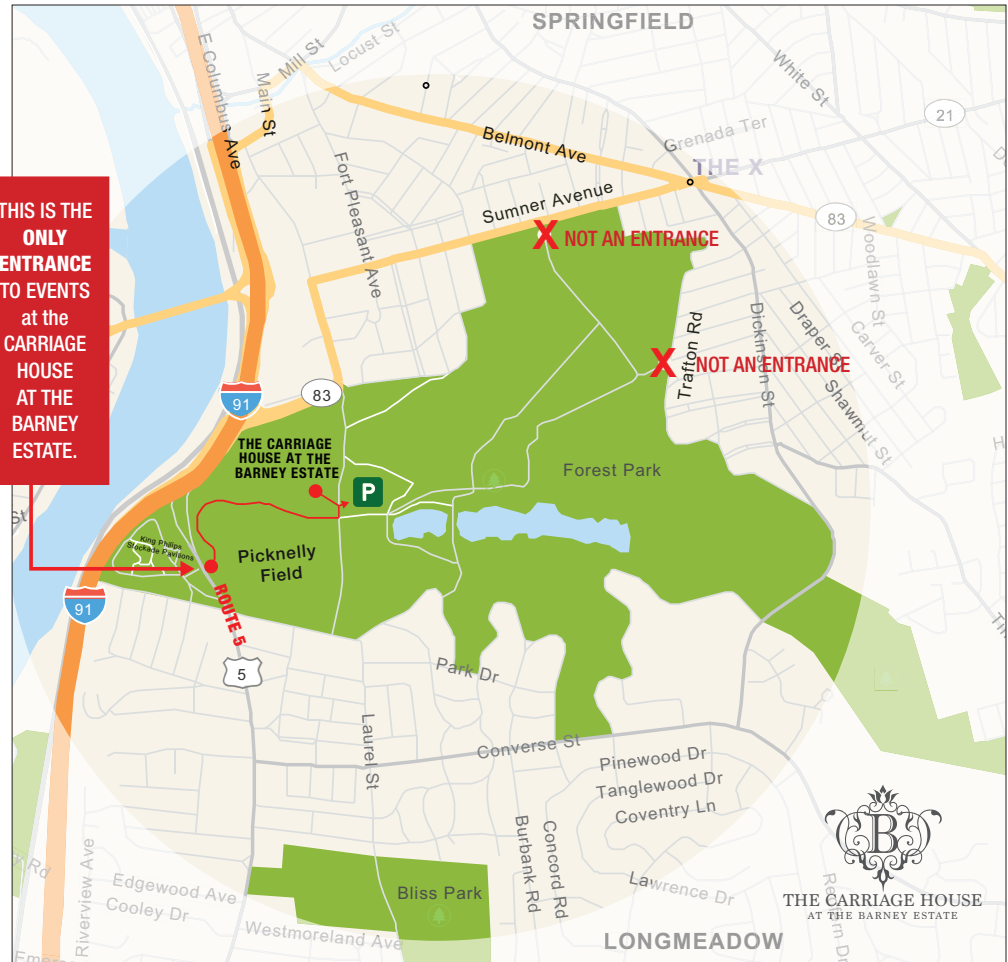 SPRINGFIELD
E Columbus Ave
Main St
Mill St
Locust St
White St
21
Grenada Ter
Belmont Ave
THE X
Fort Pleasant Ave
Sumner Avenue
83
Woodlawn St
X NOT AN ENTRANCE
THIS IS THE
ONLY
ENTRANCE
TO EVENTS
at the
CARRIAGE
HOUSE
AT THE
BARNEY
ESTATE.
Trafton Rd
Dickinson St
Draper St
Carver St
Shawmut St
X NOT AN ENTRANCE
91
83
THE CARRIAGE
HOUSE AT THE
BARNEY ESTATE
P
Forest Park
St
King Philips
Stockade Pavilions
Picknelly
Field
ROUTE 5
91
5
Park Dr
Laurel St
Converse St
Pinewood Dr
Tanglewood Dr
Coventry Ln
Burbank Rd
Concord Rd
Lawrence Dr
Bliss Park
Riverview Ave
Edgewood Ave
Cooley Dr
Westmoreland Ave
LONGMEADOW
Rd
B
THE CARRIAGE HOUSE
AT THE BARNEY ESTATE